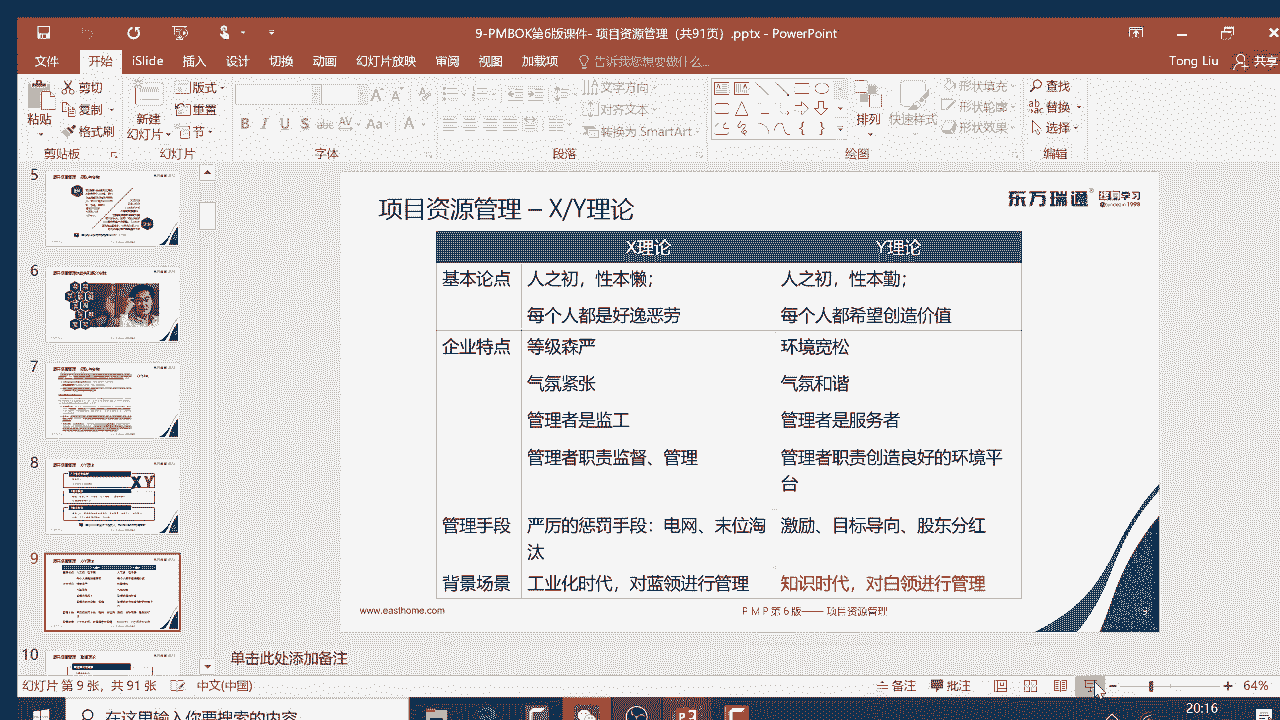 9-PMBOK第6版课件- 项目资源管理（共91页）.pptx - PowerPoint
文件 开始 iSlide 插入 设计 切换 动画 幻灯片放映 审阅 视图 加载项 告诉我您想要做什么... Tong Liu 共享
粘贴 剪切 复制 格式刷 剪贴板
新建 幻灯片 版式 重置 节 幻灯片
B I U S abc AV Aa A 字体
文字方向 对齐文本 转换为 SmartArt 段落
排列 快速样式 形状填充 形状轮廓 形状效果 绘图
查找 替换 选择 编辑
5
6
7
8
9
10
项目资源管理 – X/Y理论
东方瑞通 终身学习
Founded in 1998
X理论 Y理论
基本论点 人之初，性本懒； 人之初，性本勤；
每个人都是好逸恶劳 每个人都希望创造价值
企业特点 等级森严 环境宽松
气氛紧张 气氛和谐
管理者是监工 管理者是服务者
管理者职责监督、管理 管理者职责创造良好的环境平
台
管理手段 严厉的惩罚手段：电网、末位淘 激励、目标导向、股东分红
汰
背景场景 工业化时代，对蓝领进行管理 知识时代，对白领进行管理
www.easthome.com PMP第6版—— 项目资源管理 9
单击此处添加备注
幻灯片 第 9 张，共 91 张 中文(中国) 备注 批注 64%
在这里输入你要搜索的内容 20:16